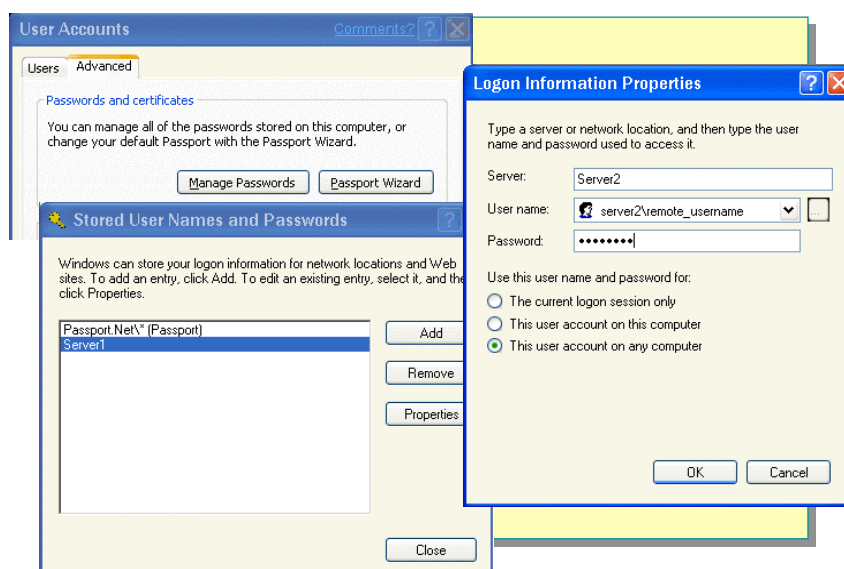 User Accounts
Comments?
Users
Advanced
Passwords and certificates
You can manage all of the passwords stored on this computer, or
change your default Passport with the Passport Wizard.
Manage Passwords
Passport Wizard
Stored User Names and Passwords
Windows can store your logon information for network locations and Web
sites. To add an entry, click Add. To edit an existing entry, select it, and the
click Properties.
Passport.Net\* (Passport)
Server1
Add
Remove
Properties
Close
Logon Information Properties
Type a server or network location, and then type the user
name and password used to access it.
Server:
Server2
User name:
server2\remote_username
...
Password:
••••••••
Use this user name and password for:
The current logon session only
This user account on this computer
This user account on any computer
OK
Cancel